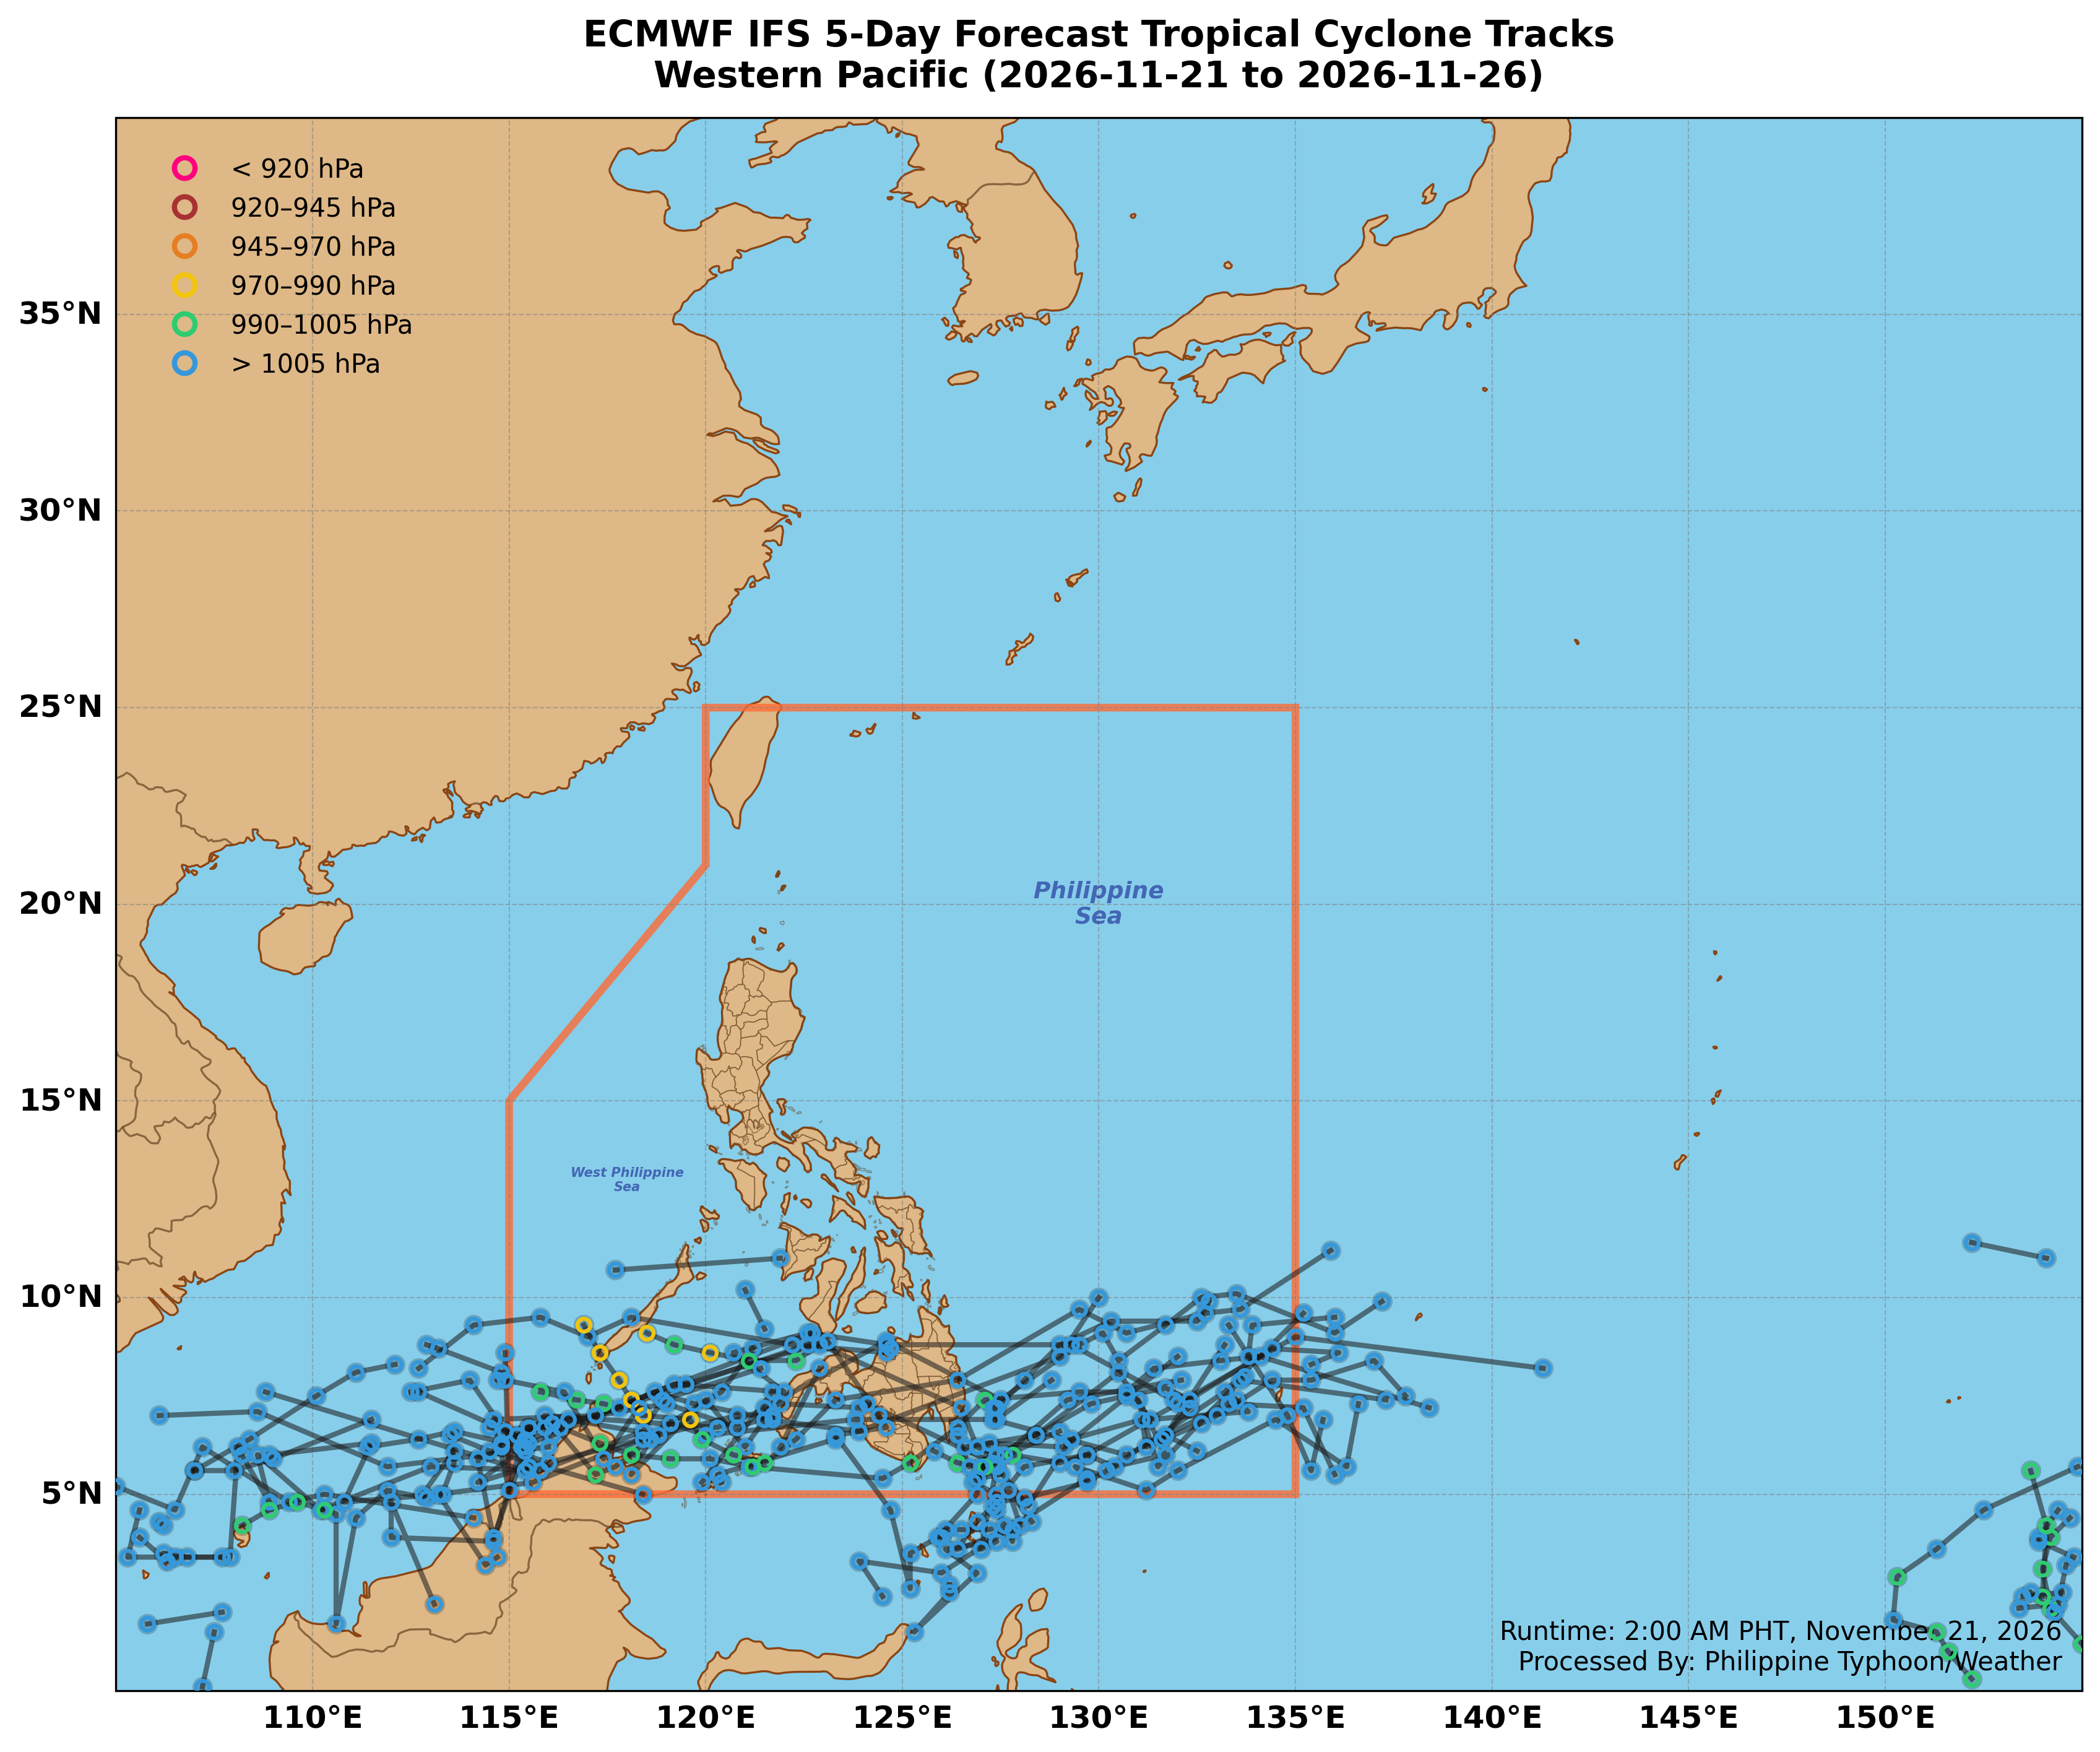 ECMWF IFS 5-Day Forecast Tropical Cyclone Tracks
Western Pacific (2026-11-21 to 2026-11-26)
< 920 hPa
920–945 hPa
945–970 hPa
970–990 hPa
990–1005 hPa
> 1005 hPa
35°N
30°N
25°N
20°N
15°N
10°N
5°N
Philippine
Sea
West Philippine
Sea
Runtime: 2:00 AM PHT, November 21, 2026
Processed By: Philippine Typhoon/Weather
110°E
115°E
120°E
125°E
130°E
135°E
140°E
145°E
150°E